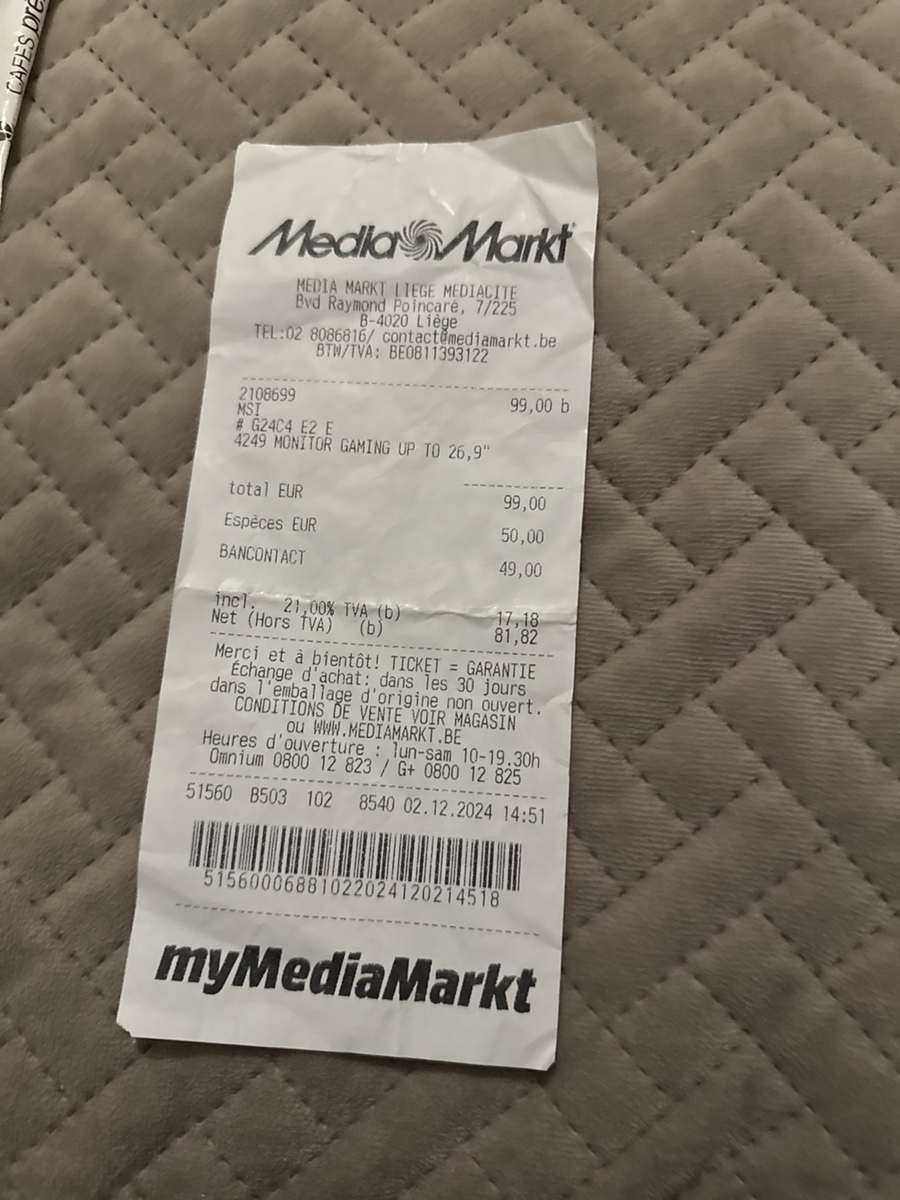 CAFES
Media Markt
MEDIA MARKT LIEGE MEDIACITE
Bvd Raymond Poincaré, 7/225
B-4020 Liège
TEL:02 8086816/ contact@mediamarkt.be
BTW/TVA: BE0811393122
2108699 99,00 b
MSI
# G24C4 E2 E
4249 MONITOR GAMING UP TO 26,9"
total EUR 99,00
Espèces EUR 50,00
BANCONTACT 49,00
incl. 21,00% TVA (b) 17,18
Net (Hors TVA) (b) 81,82
Merci et à bientôt! TICKET = GARANTIE
Échange d'achat: dans les 30 jours
dans l'emballage d'origine non ouvert.
CONDITIONS DE VENTE VOIR MAGASIN
ou WWW.MEDIAMARKT.BE
Heures d'ouverture : lun-sam 10-19.30h
Omnium 0800 12 823 / G+ 0800 12 825
51560 B503 102 8540 02.12.2024 14:51
51560006881022024120214518
myMediaMarkt